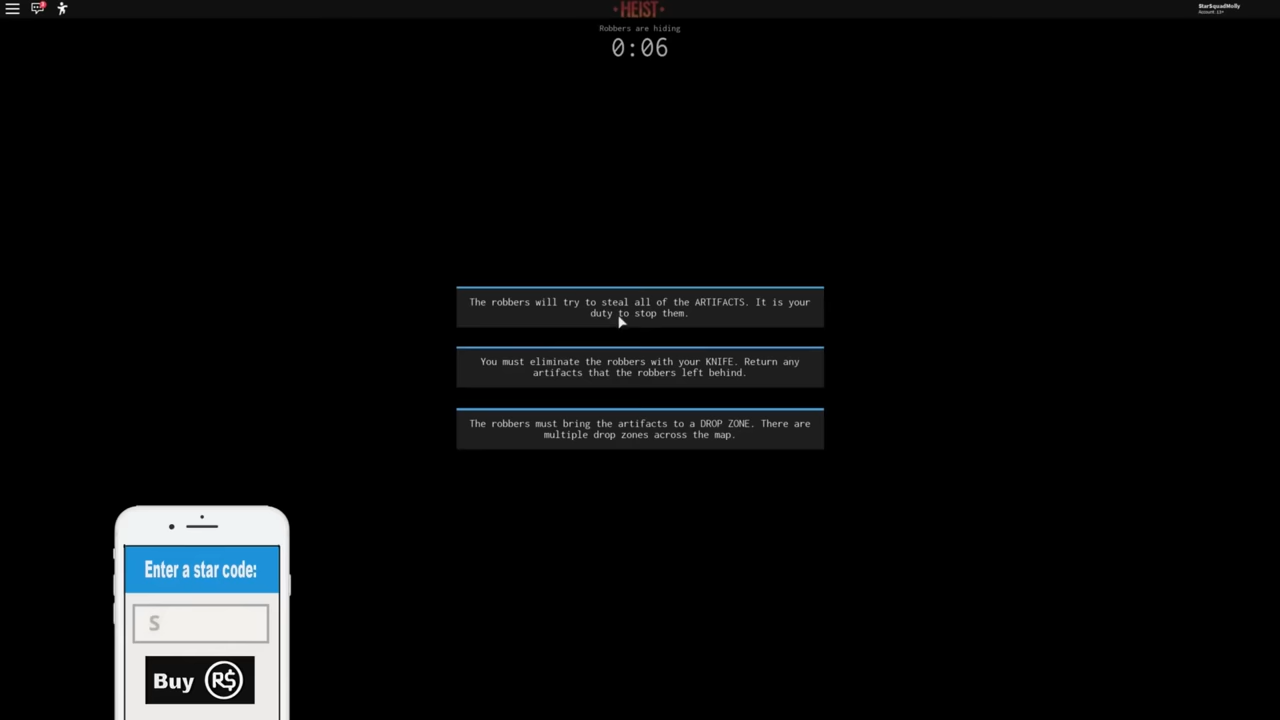 • HEIST •
StarSquadMolly
Account: 13+
Robbers are hiding
0:06
The robbers will try to steal all of the ARTIFACTS. It is your
duty to stop them.
You must eliminate the robbers with your KNIFE. Return any
artifacts that the robbers left behind.
The robbers must bring the artifacts to a DROP ZONE. There are
multiple drop zones across the map.
Enter a star code:
S
Buy R$